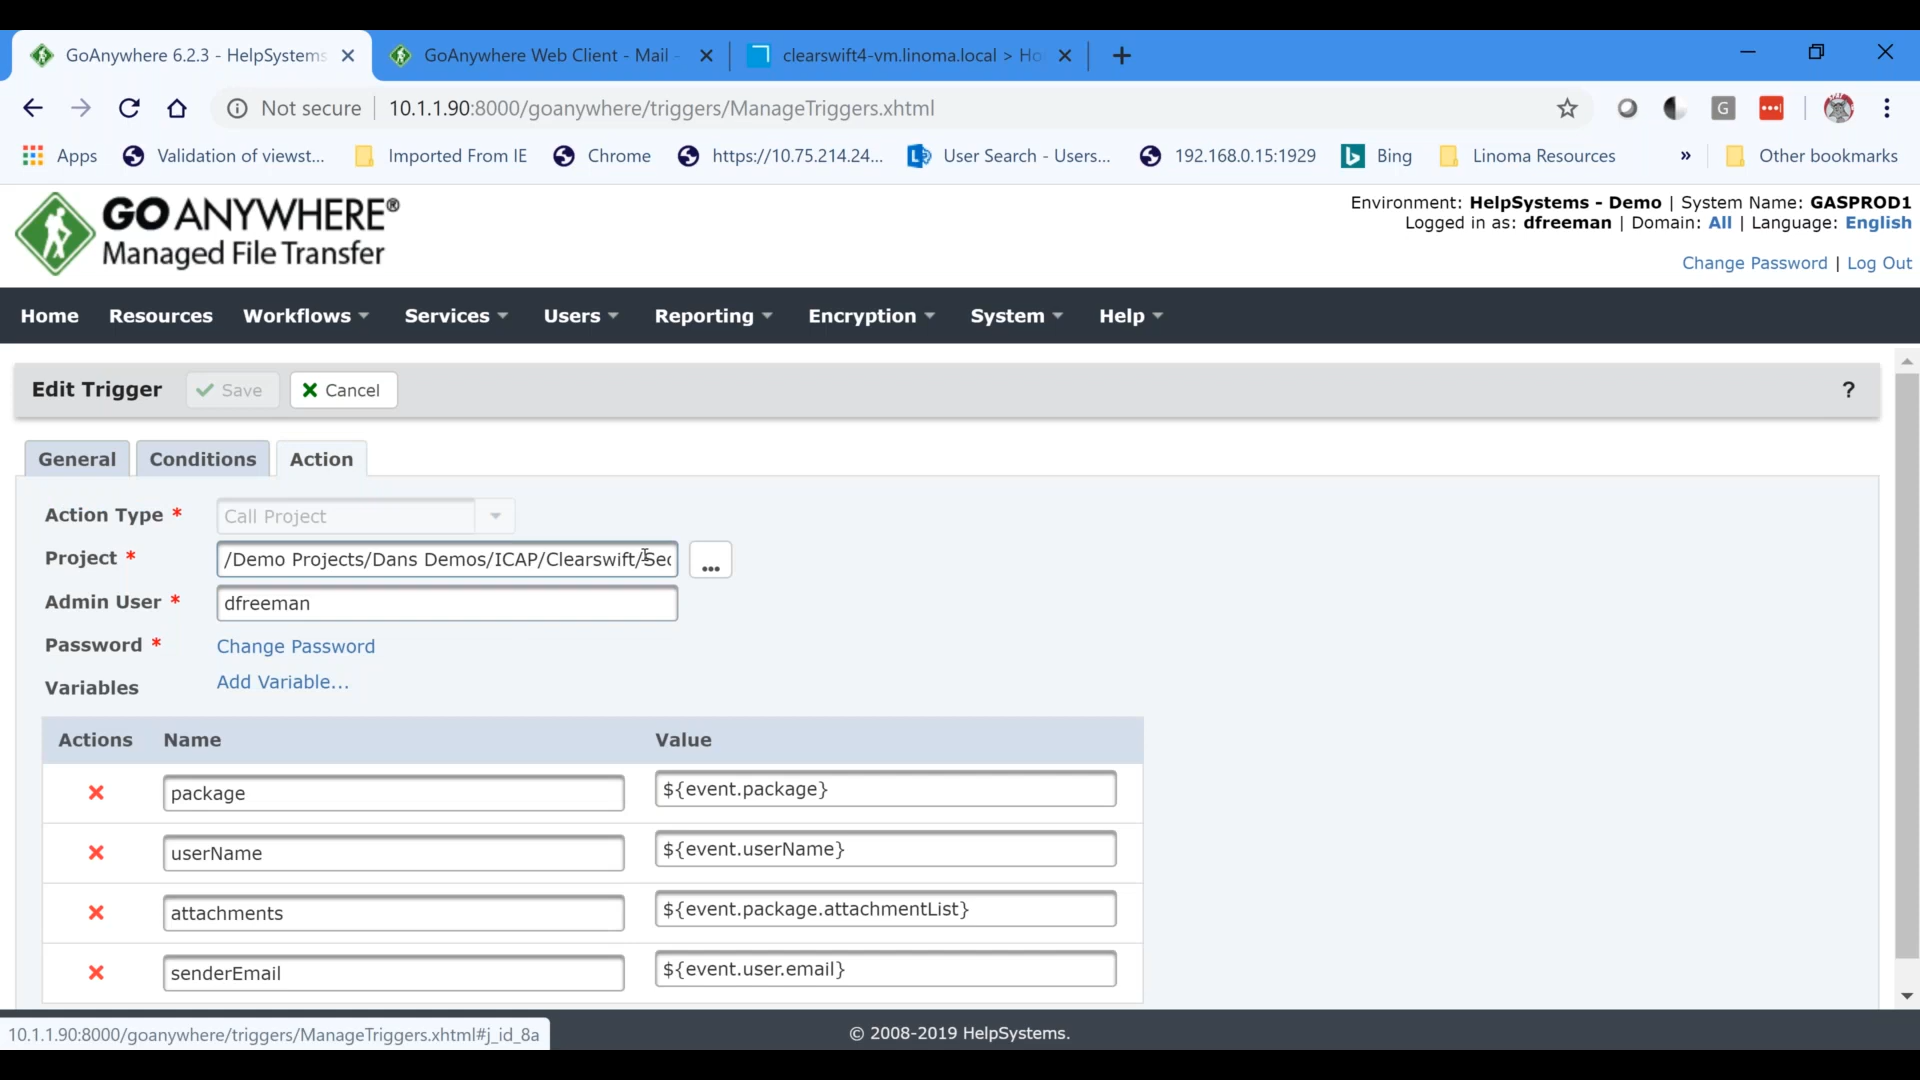 GoAnywhere 6.2.3 - HelpSystems
GoAnywhere Web Client - Mail -
clearswift4-vm.linoma.local > Ho
Not secure
10.1.1.90:8000/goanywhere/triggers/ManageTriggers.xhtml
G
Apps
Validation of viewst...
Imported From IE
Chrome
https://10.75.214.24...
User Search - Users...
192.168.0.15:1929
Bing
Linoma Resources
»
Other bookmarks
GO ANYWHERE®
Managed File Transfer
Environment: HelpSystems - Demo | System Name: GASPROD1
Logged in as: dfreeman | Domain: All | Language: English
Change Password | Log Out
Home Resources Workflows Services Users Reporting Encryption System Help
Edit Trigger Save Cancel ?
General Conditions Action
Action Type * Call Project
Project * /Demo Projects/Dans Demos/ICAP/Clearswift/Sec ...
Admin User * dfreeman
Password * Change Password
Variables Add Variable...
Actions Name Value
package ${event.package}
userName ${event.userName}
attachments ${event.package.attachmentList}
senderEmail ${event.user.email}
10.1.1.90:8000/goanywhere/triggers/ManageTriggers.xhtml#j_id_8a
© 2008-2019 HelpSystems.